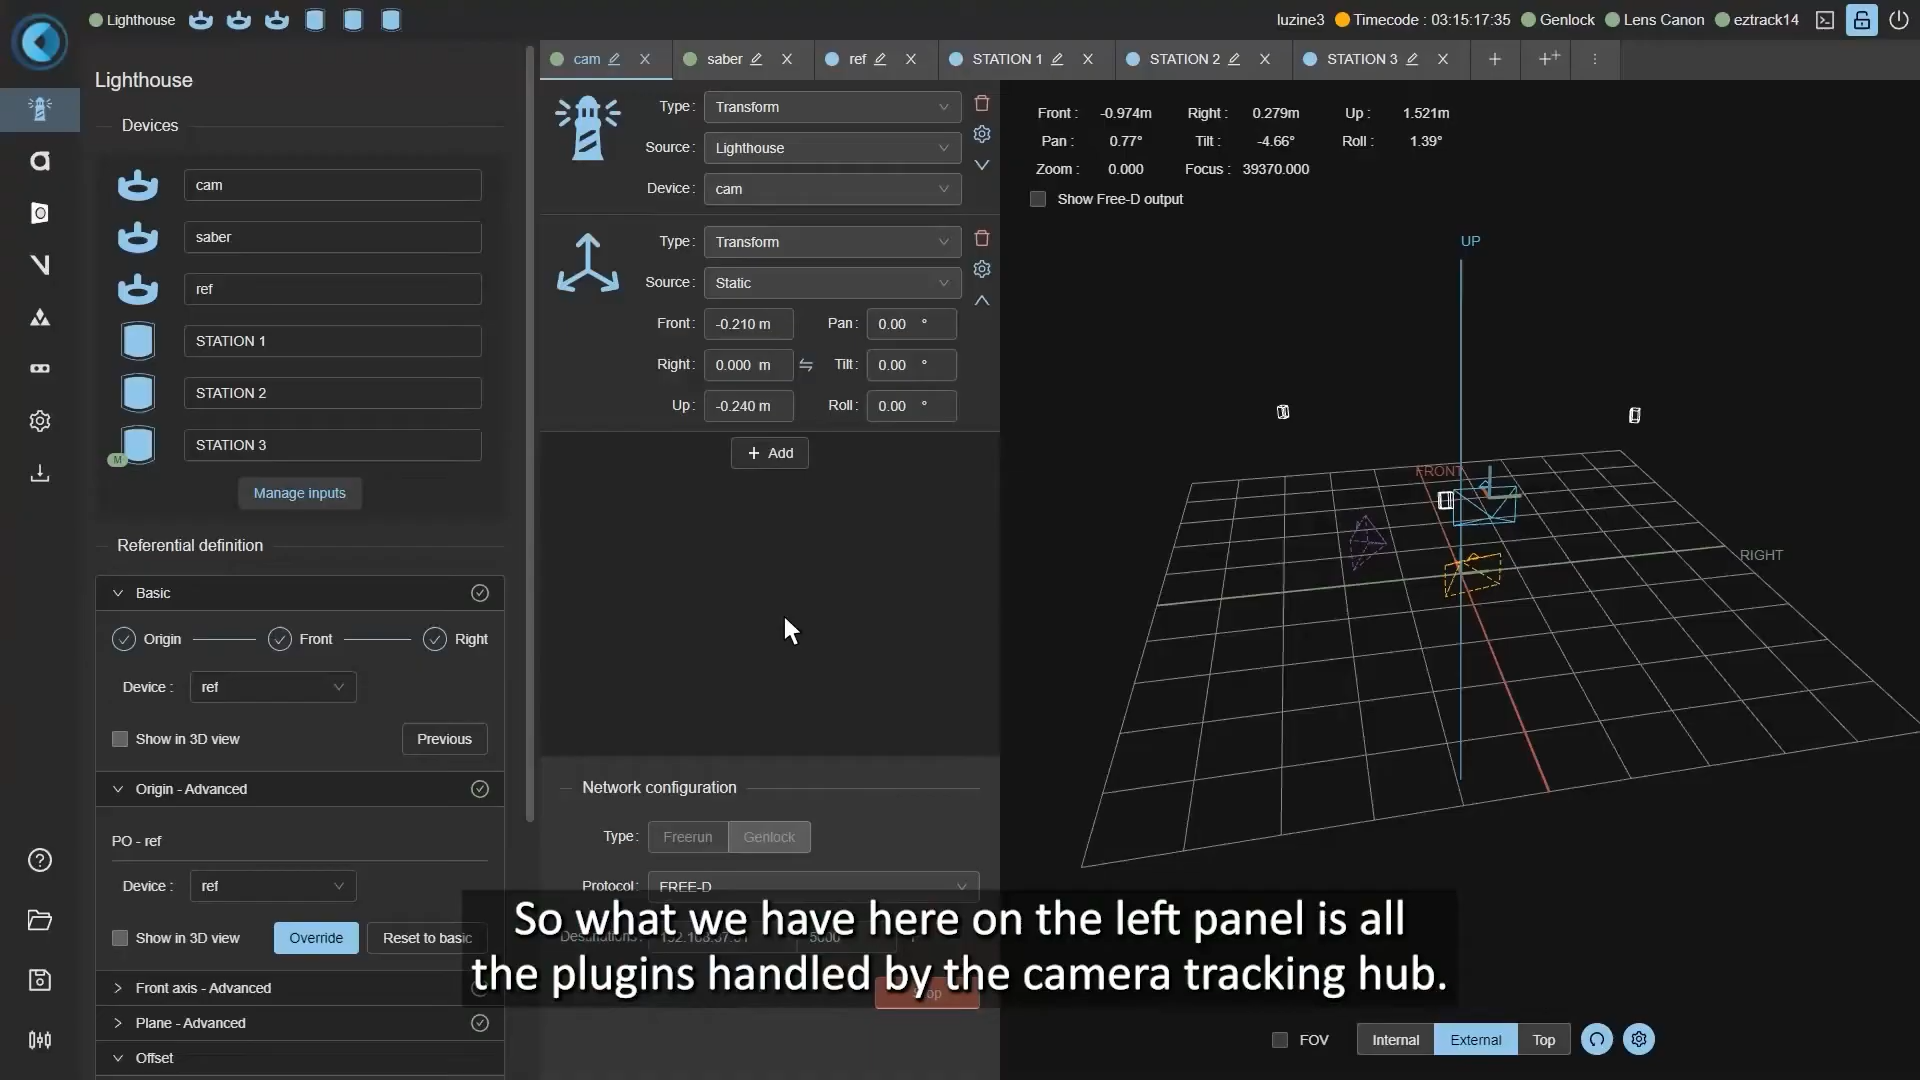 Lighthouse
luzine3 Timecode : 03:15:17:35 Genlock Lens Canon eztrack14
Lighthouse
Devices
cam
saber
ref
STATION 1
STATION 2
STATION 3
M
Manage inputs
Referential definition
Basic
Origin Front Right
Device : ref
Show in 3D view Previous
Origin - Advanced
PO - ref
Device : ref
Show in 3D view Override Reset to basic
Front axis - Advanced
Plane - Advanced
Offset
cam saber ref STATION 1 STATION 2 STATION 3
Type : Transform
Source : Lighthouse
Device : cam
Type : Transform
Source : Static
Front : -0.210 m Pan : 0.00 °
Right : 0.000 m Tilt : 0.00 °
Up : -0.240 m Roll : 0.00 °
+ Add
Network configuration
Type : Freerun Genlock
Protocol : FREE-D
Destinations :
Front : -0.974m Right : 0.279m Up : 1.521m
Pan : 0.77° Tilt : -4.66° Roll : 1.39°
Zoom : 0.000 Focus : 39370.000
Show Free-D output
UP
FRONT
RIGHT
FOV Internal External Top
So what we have here on the left panel is all
the plugins handled by the camera tracking hub.